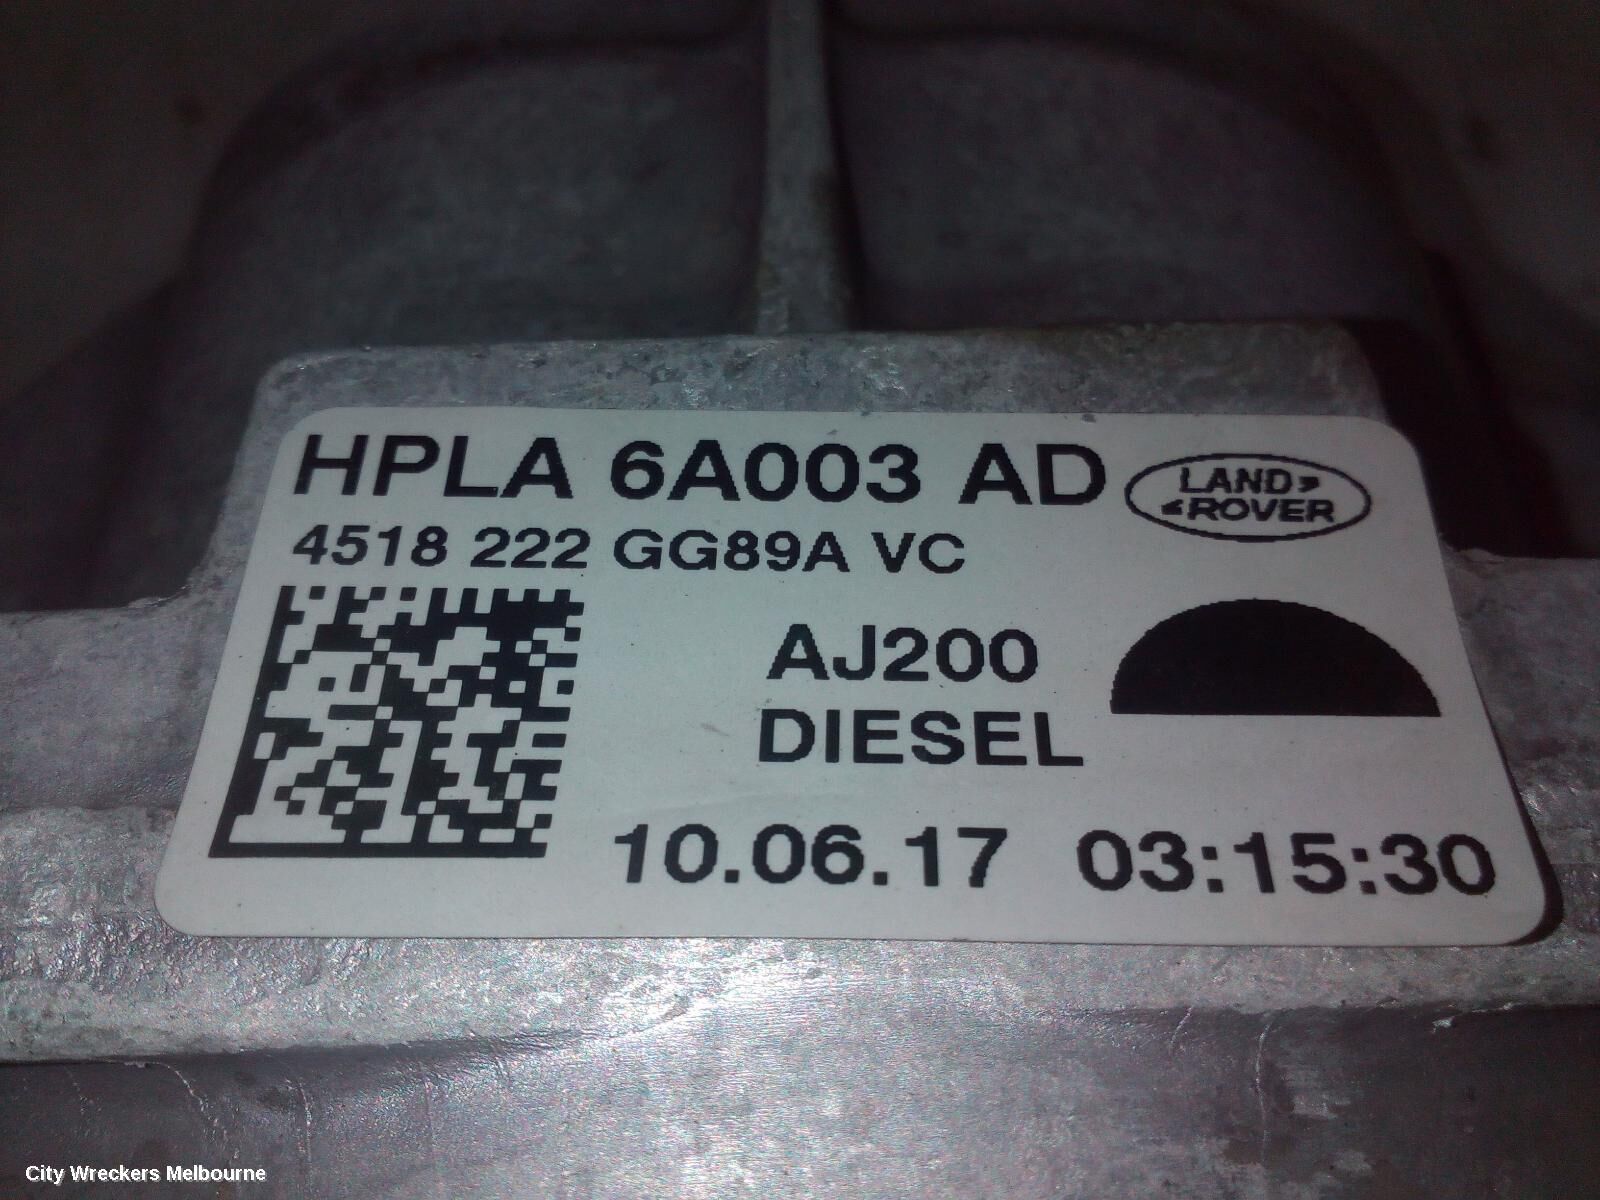 HPLA 6A003 AD
LAND
ROVER
4518 222 GG89A VC
AJ200
DIESEL
10.06.17 03:15:30
City Wreckers Melbourne